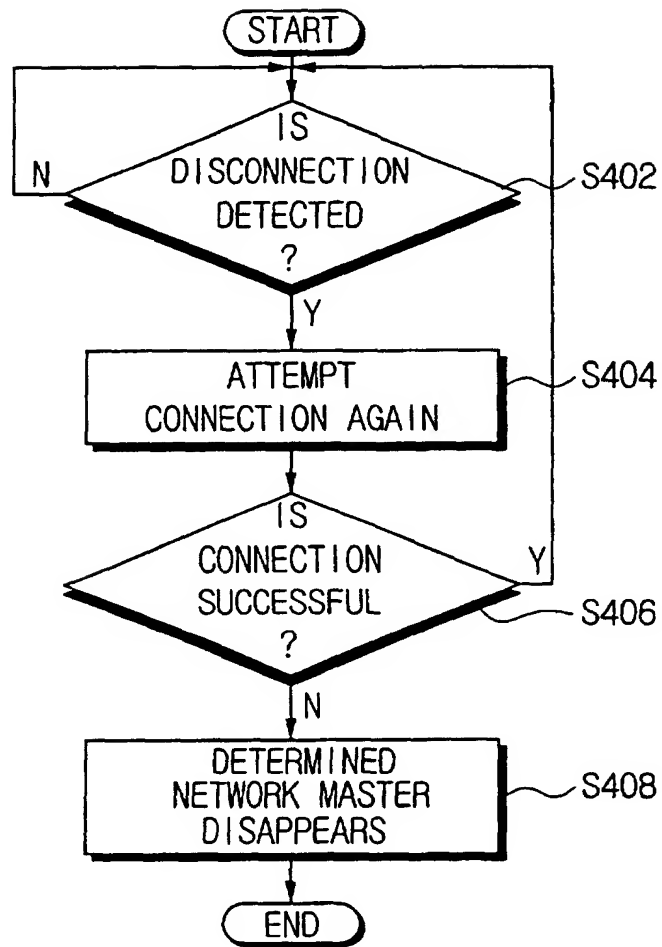 START
IS
DISCONNECTION
DETECTED
?
N
S402
Y
ATTEMPT
CONNECTION AGAIN
S404
IS
CONNECTION
SUCCESSFUL
?
Y
S406
N
DETERMINED
NETWORK MASTER
DISAPPEARS
S408
END